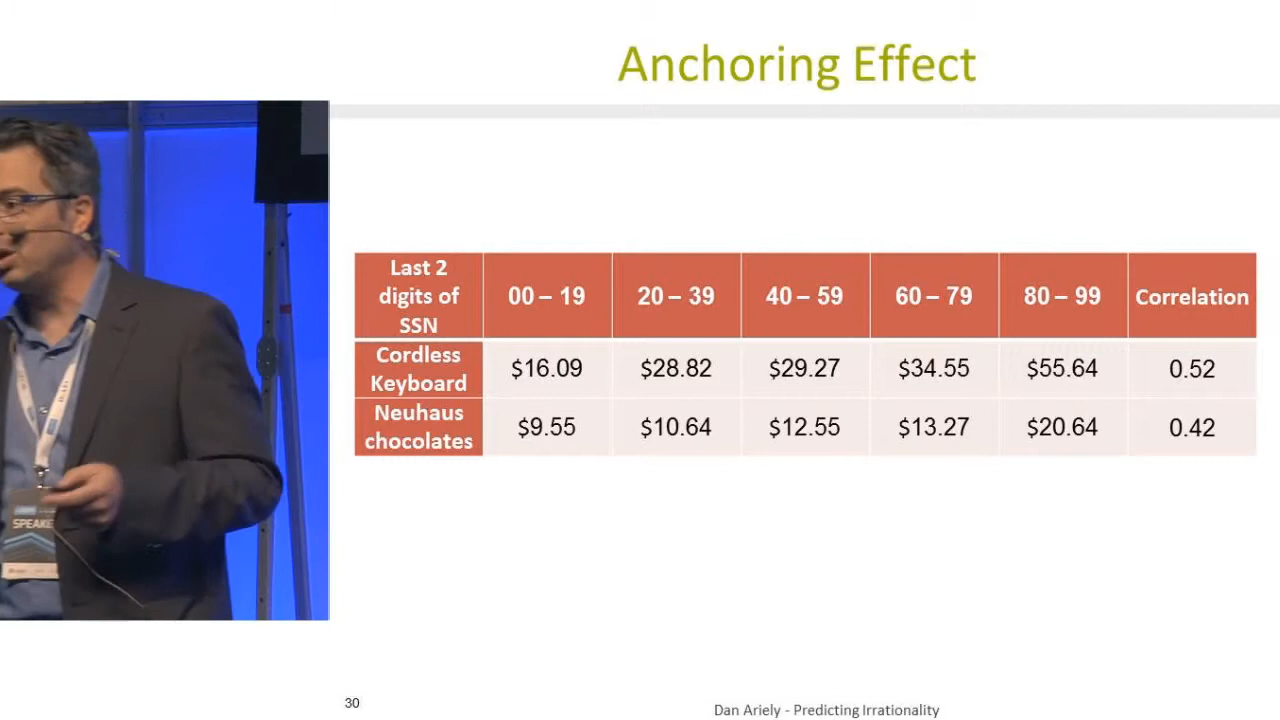 Anchoring Effect
Last 2
digits of
SSN
00 – 19
20 – 39
40 – 59
60 – 79
80 – 99
Correlation
Cordless
Keyboard
$16.09
$28.82
$29.27
$34.55
$55.64
0.52
Neuhaus
chocolates
$9.55
$10.64
$12.55
$13.27
$20.64
0.42
SPEAKE
30
Dan Ariely - Predicting Irrationality